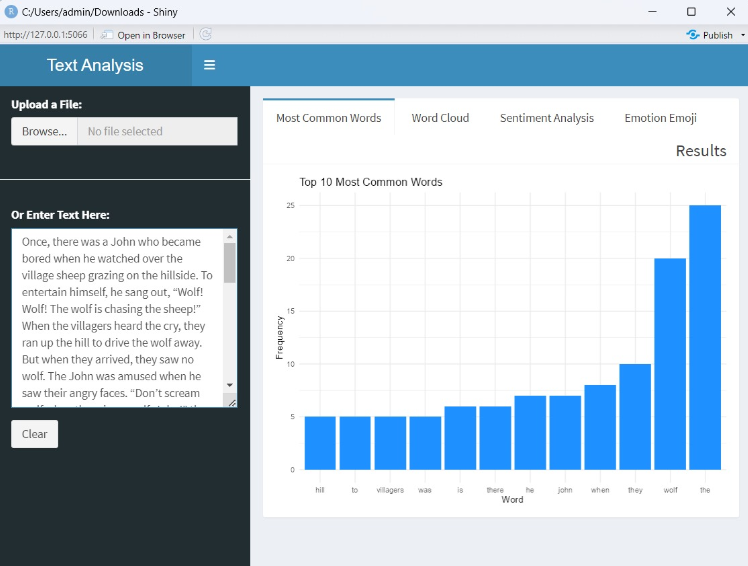 C:/Users/admin/Downloads - Shiny
http://127.0.0.1:5066 Open in Browser Publish
Text Analysis
Upload a File:
Browse... No file selected
Or Enter Text Here:
Once, there was a John who became
bored when he watched over the
village sheep grazing on the hillside. To
entertain himself, he sang out, “Wolf!
Wolf! The wolf is chasing the sheep!”
When the villagers heard the cry, they
ran up the hill to drive the wolf away.
But when they arrived, they saw no
wolf. The John was amused when he
saw their angry faces. “Don’t scream
Clear
Most Common Words Word Cloud Sentiment Analysis Emotion Emoji
Results
Top 10 Most Common Words
Frequency
25
20
15
10
5
0
hill to villagers was is there he john when they wolf the
Word